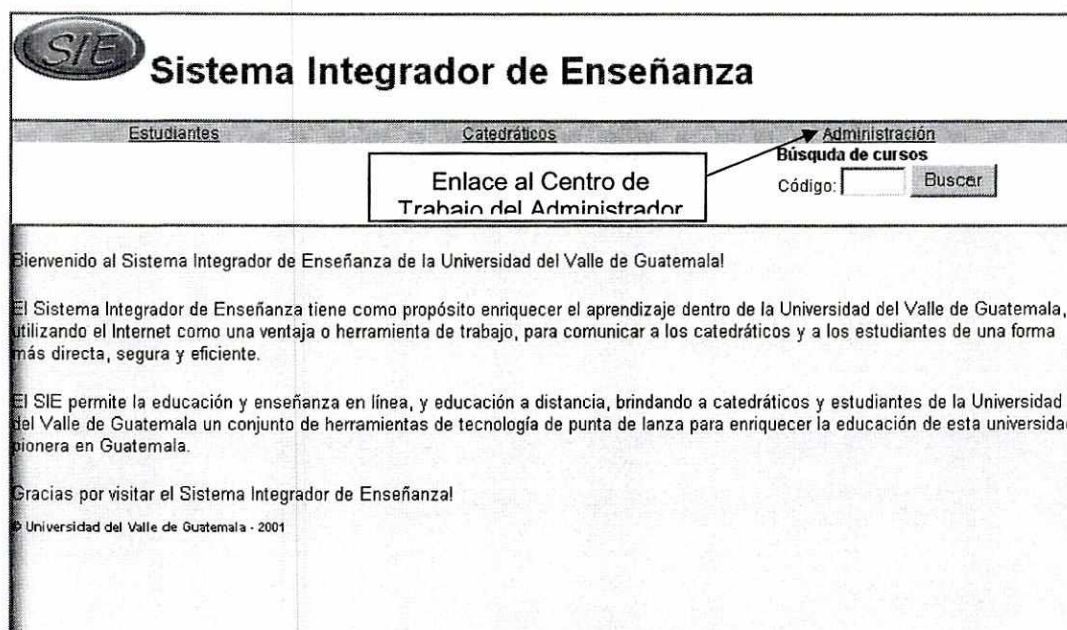 SIE
Sistema Integrador de Enseñanza
Estudiantes Catedráticos Administración
Búsquda de cursos
Código: Buscar
Enlace al Centro de
Trabajo del Administrador
Bienvenido al Sistema Integrador de Enseñanza de la Universidad del Valle de Guatemala!
El Sistema Integrador de Enseñanza tiene como propósito enriquecer el aprendizaje dentro de la Universidad del Valle de Guatemala,
utilizando el Internet como una ventaja o herramienta de trabajo, para comunicar a los catedráticos y a los estudiantes de una forma
más directa, segura y eficiente.
El SIE permite la educación y enseñanza en línea, y educación a distancia, brindando a catedráticos y estudiantes de la Universidad
del Valle de Guatemala un conjunto de herramientas de tecnología de punta de lanza para enriquecer la educación de esta universidad
pionera en Guatemala.
Gracias por visitar el Sistema Integrador de Enseñanza!
© Universidad del Valle de Guatemala - 2001